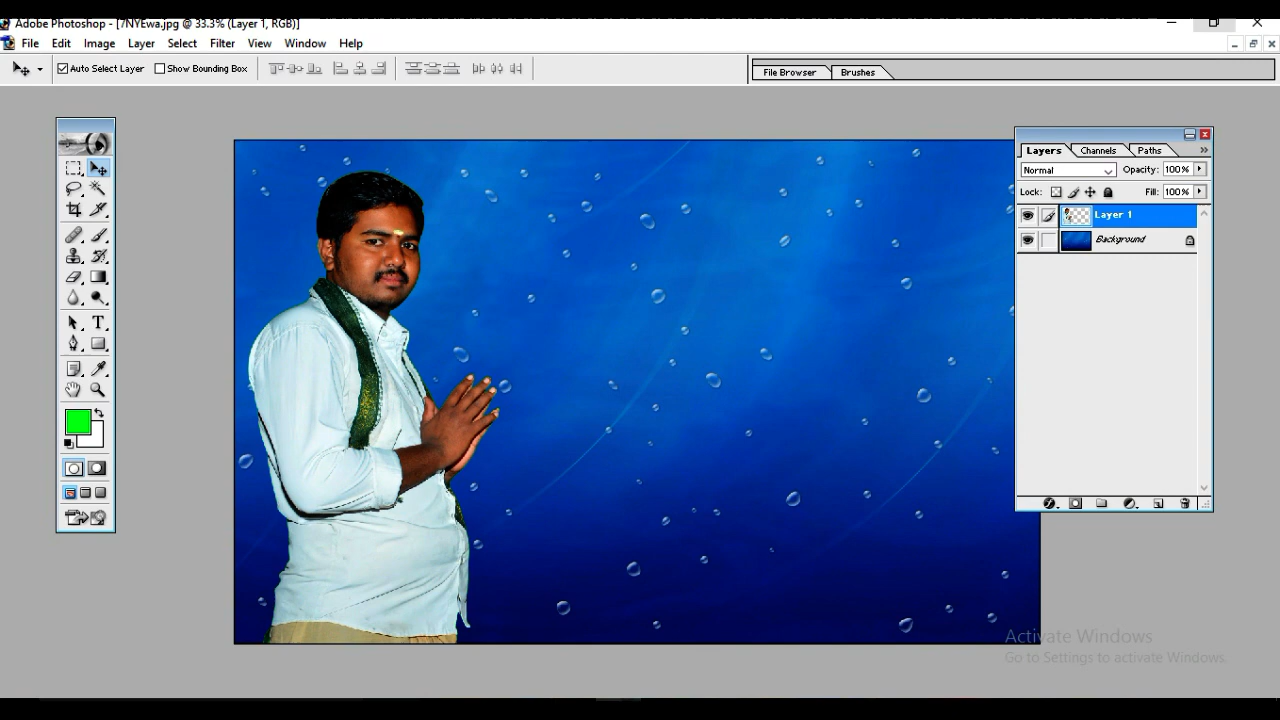 Adobe Photoshop - [7NYEwa.jpg @ 33.3% (Layer 1, RGB)]
File Edit Image Layer Select Filter View Window Help
Auto Select Layer Show Bounding Box File Browser Brushes
Layers Channels Paths
Normal Opacity: 100%
Lock: Fill: 100%
Layer 1
Background
T
Activate Windows
Go to Settings to activate Windows.